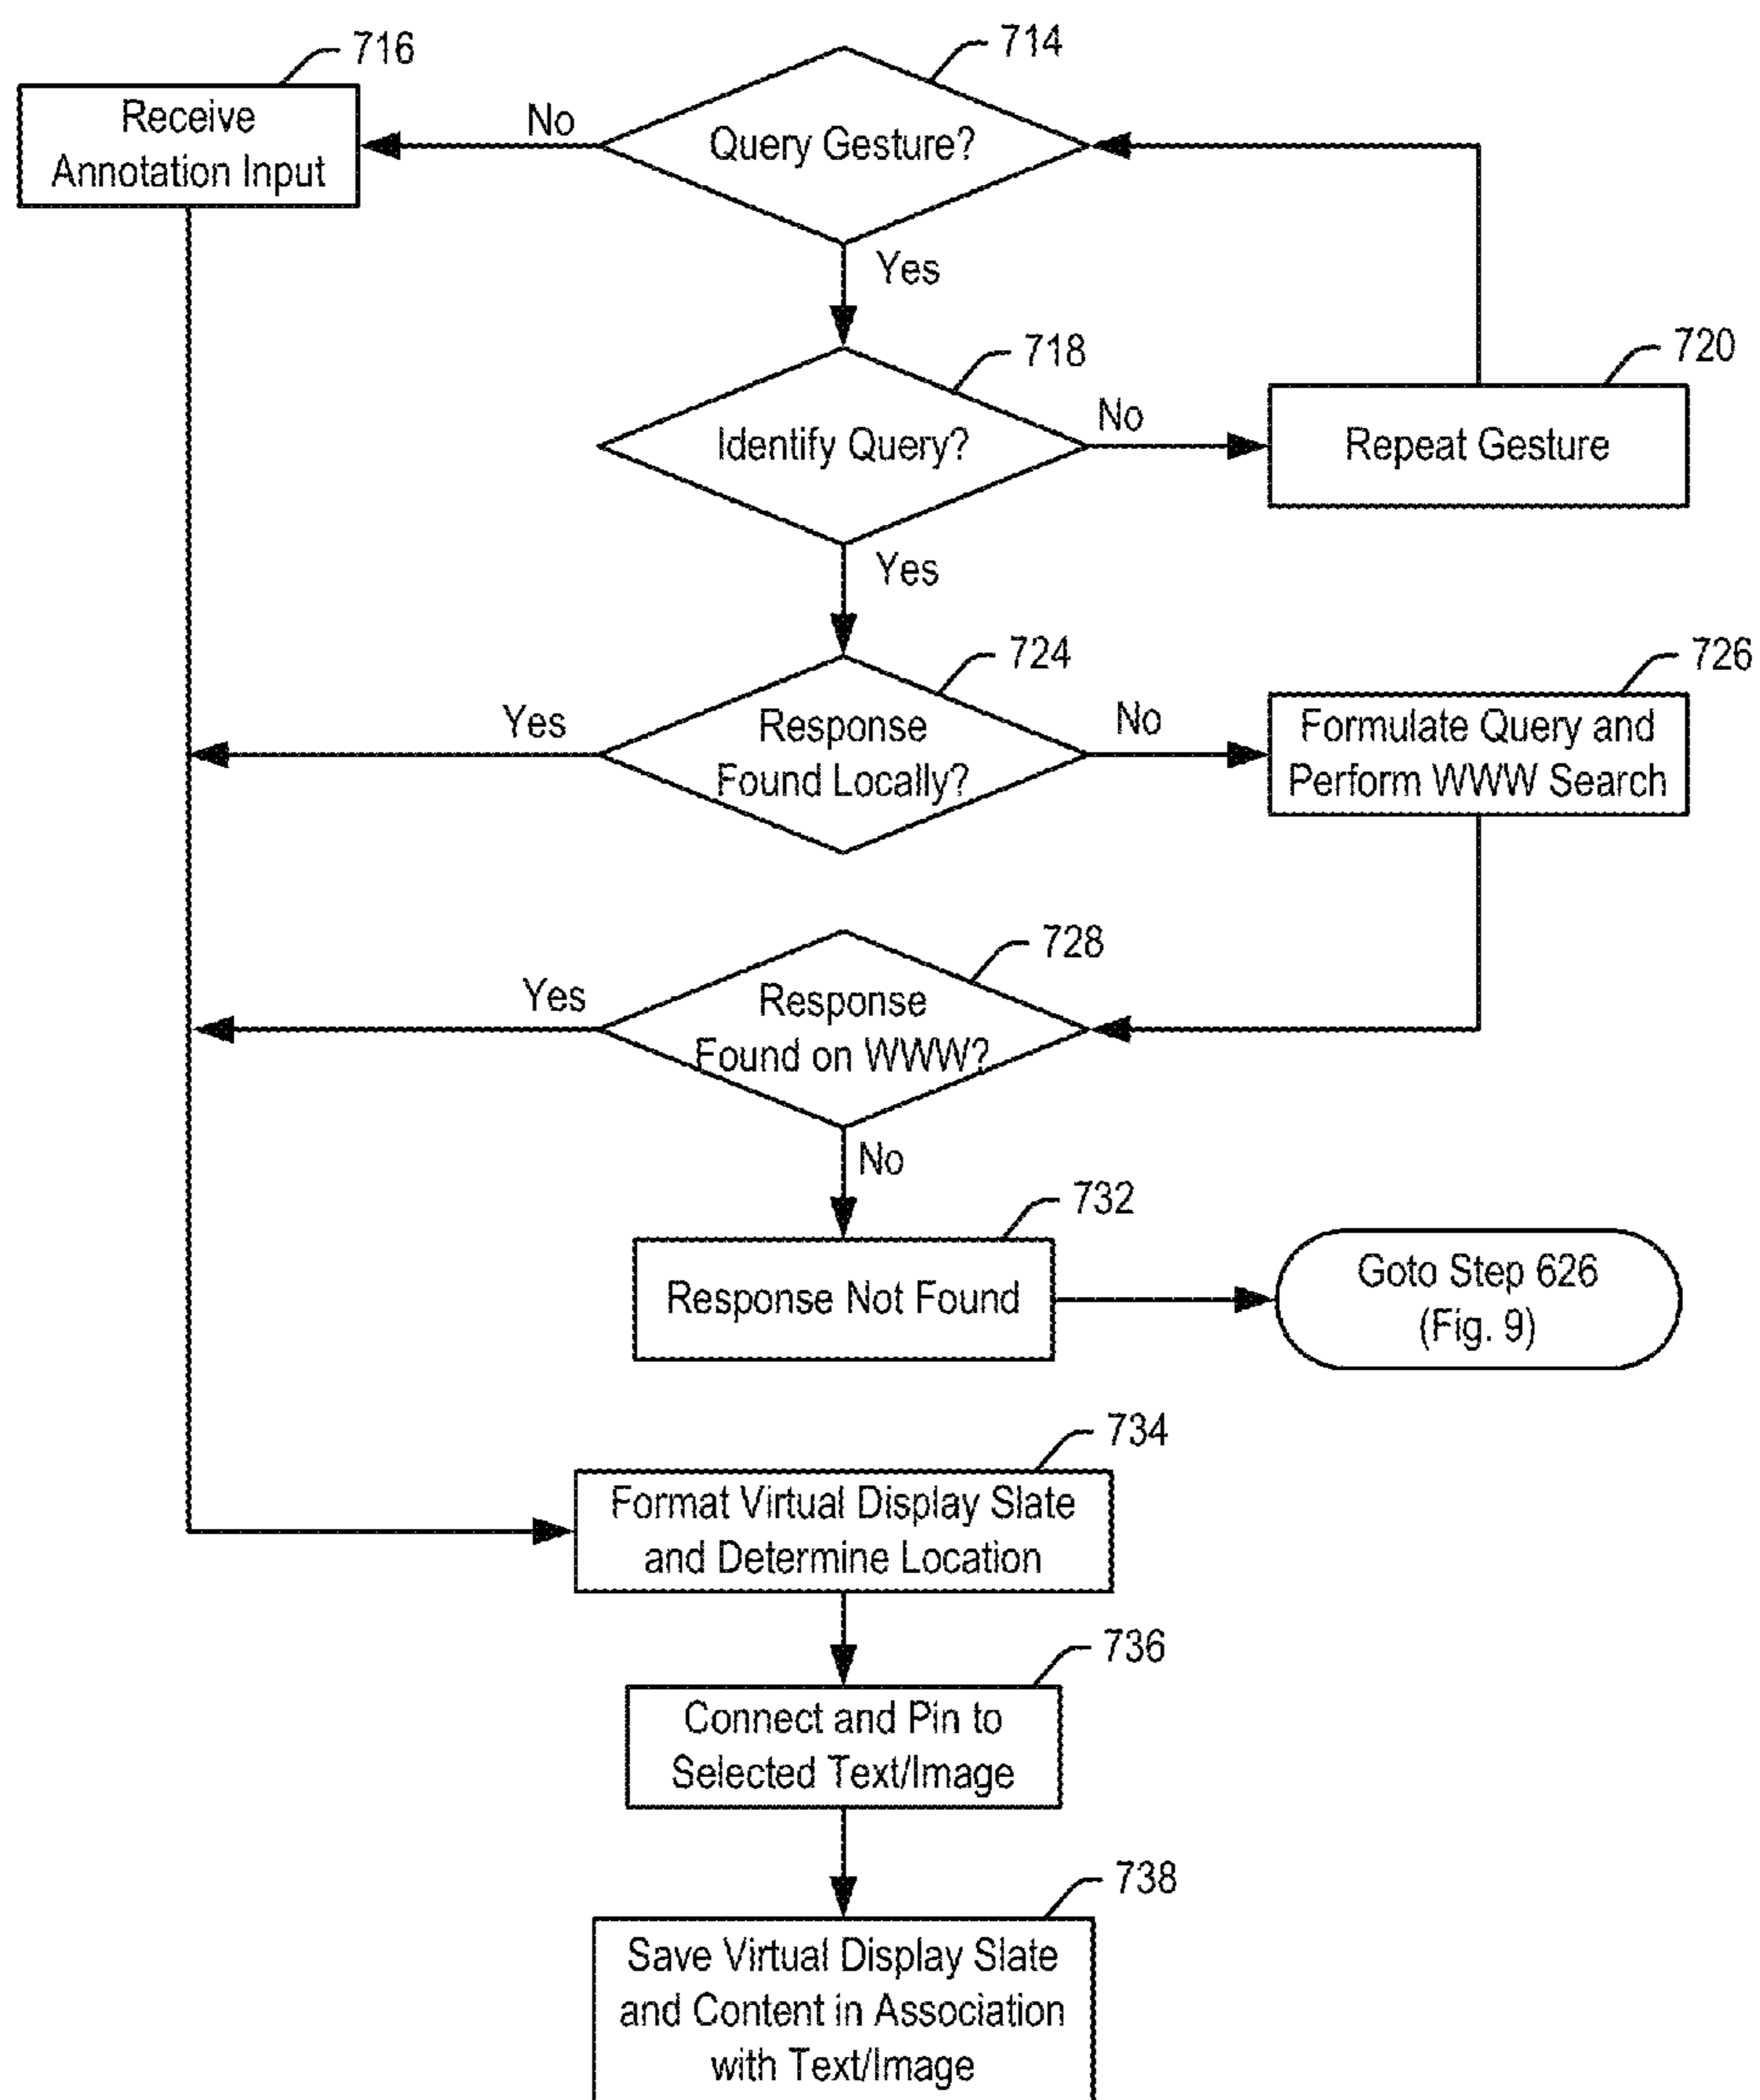 716
714
Receive
Annotation Input
No
Query Gesture?
Yes
718
720
Identify Query?
No
Repeat Gesture
Yes
724
726
Yes
Response
Found Locally?
No
Formulate Query and
Perform WWW Search
728
Yes
Response
Found on WWW?
No
732
Response Not Found
Goto Step 626
(Fig. 9)
734
Format Virtual Display Slate
and Determine Location
736
Connect and Pin to
Selected Text/Image
738
Save Virtual Display Slate
and Content in Association
with Text/Image